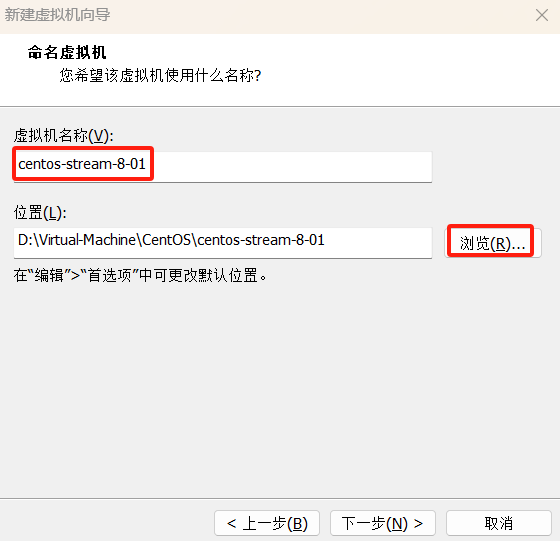 新建虚拟机向导
命名虚拟机
您希望该虚拟机使用什么名称?
虚拟机名称(V):
centos-stream-8-01
位置(L):
D:\Virtual-Machine\CentOS\centos-stream-8-01
浏览(R)...
在“编辑”>“首选项”中可更改默认位置。
< 上一步(B)
下一步(N) >
取消